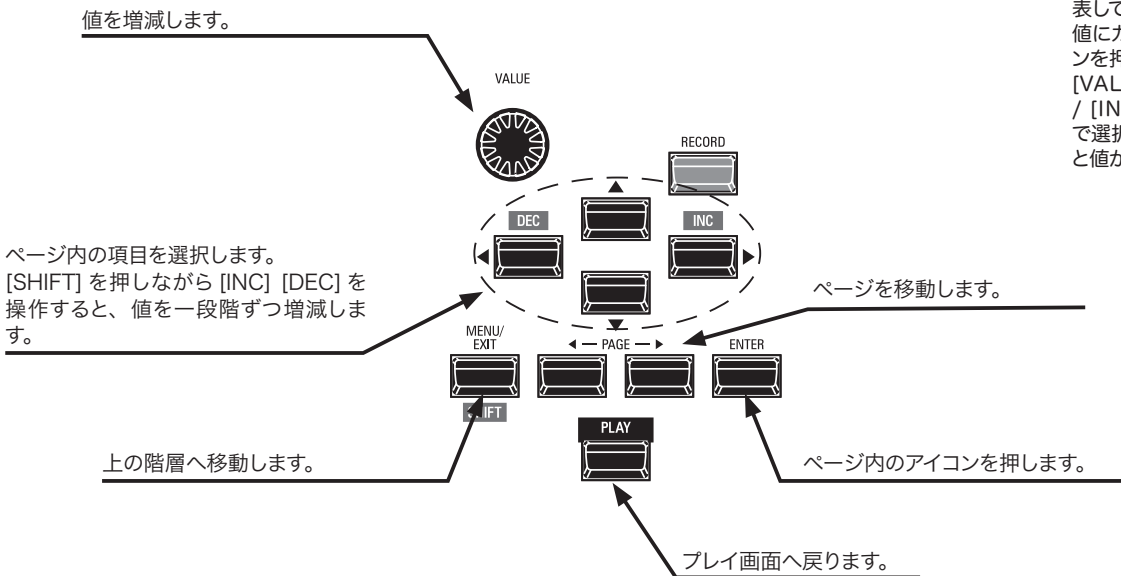 値を増減します。
VALUE
RECORD
DEC
INC
ページ内の項目を選択します。
[SHIFT] を押しながら [INC] [DEC] を
操作すると、値を一段階ずつ増減しま
す。
ページを移動します。
MENU/
EXIT
PAGE
ENTER
SHIFT
PLAY
上の階層へ移動します。
ページ内のアイコンを押します。
プレイ画面へ戻ります。
表して
値にカ
ンを押
[VAL
/ [IN
で選択
と値が